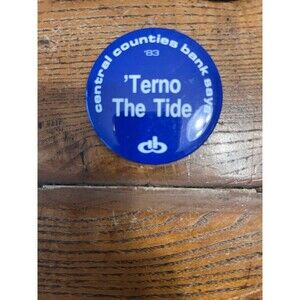 central counties bank says
'83
'Terno
The Tide